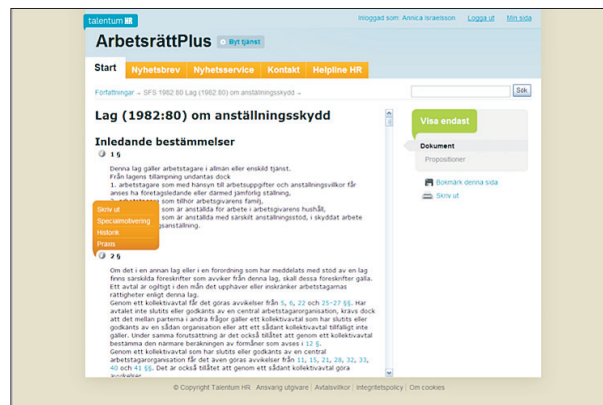 talentum HR
Inloggad som: Annica Israelsson Logga ut Min sida
ArbetsrättPlus Byt tjänst
Start Nyhetsbrev Nyhetsservice Kontakt Helpline HR
Författningar » SFS 1982:80 Lag (1982:80) om anställningsskydd »
Sök
Lag (1982:80) om anställningsskydd
Inledande bestämmelser
1 §
Denna lag gäller arbetstagare i allmän eller enskild tjänst.
Från lagens tillämpning undantas dock
1. arbetstagare som med hänsyn till arbetsuppgifter och anställningsvillkor får
anses ha företagsledande eller därmed jämförlig ställning,
som tillhör arbetsgivarens familj,
som är anställda för arbete i arbetsgivarens hushåll,
som är anställda med särskilt anställningsstöd, i skyddat arbete
gsanställning.
Skriv ut
Specialmotivering
Historik
Praxis
2 §
Om det i en annan lag eller i en förordning som har meddelats med stöd av en lag
finns särskilda föreskrifter som avviker från denna lag, skall dessa föreskrifter gälla.
Ett avtal är ogiltigt i den mån det upphäver eller inskränker arbetstagarnas
rättigheter enligt denna lag.
Genom ett kollektivavtal får det göras avvikelser från 5, 6, 22 och 25-27 §§. Har
avtalet inte slutits eller godkänts av en central arbetstagarorganisation, krävs dock
att det mellan parterna i andra frågor gäller ett kollektivavtal som har slutits eller
godkänts av en sådan organisation eller att ett sådant kollektivavtal tillfälligt inte
gäller. Under samma förutsättning är det också tillåtet att genom ett kollektivavtal
bestämma den närmare beräkningen av förmåner som avses i 12 §.
Genom ett kollektivavtal som har slutits eller godkänts av en central
arbetstagarorganisation får det även göras avvikelser från 11, 15, 21, 28, 32, 33,
40 och 41 §§. Det är också tillåtet att genom ett sådant kollektivavtal göra
avvikelser
Visa endast
Dokument
Propositioner
Bokmärk denna sida
Skriv ut
© Copyright Talentum HR Ansvarig utgivare | Avtalsvillkor | Integritetspolicy | Om cookies